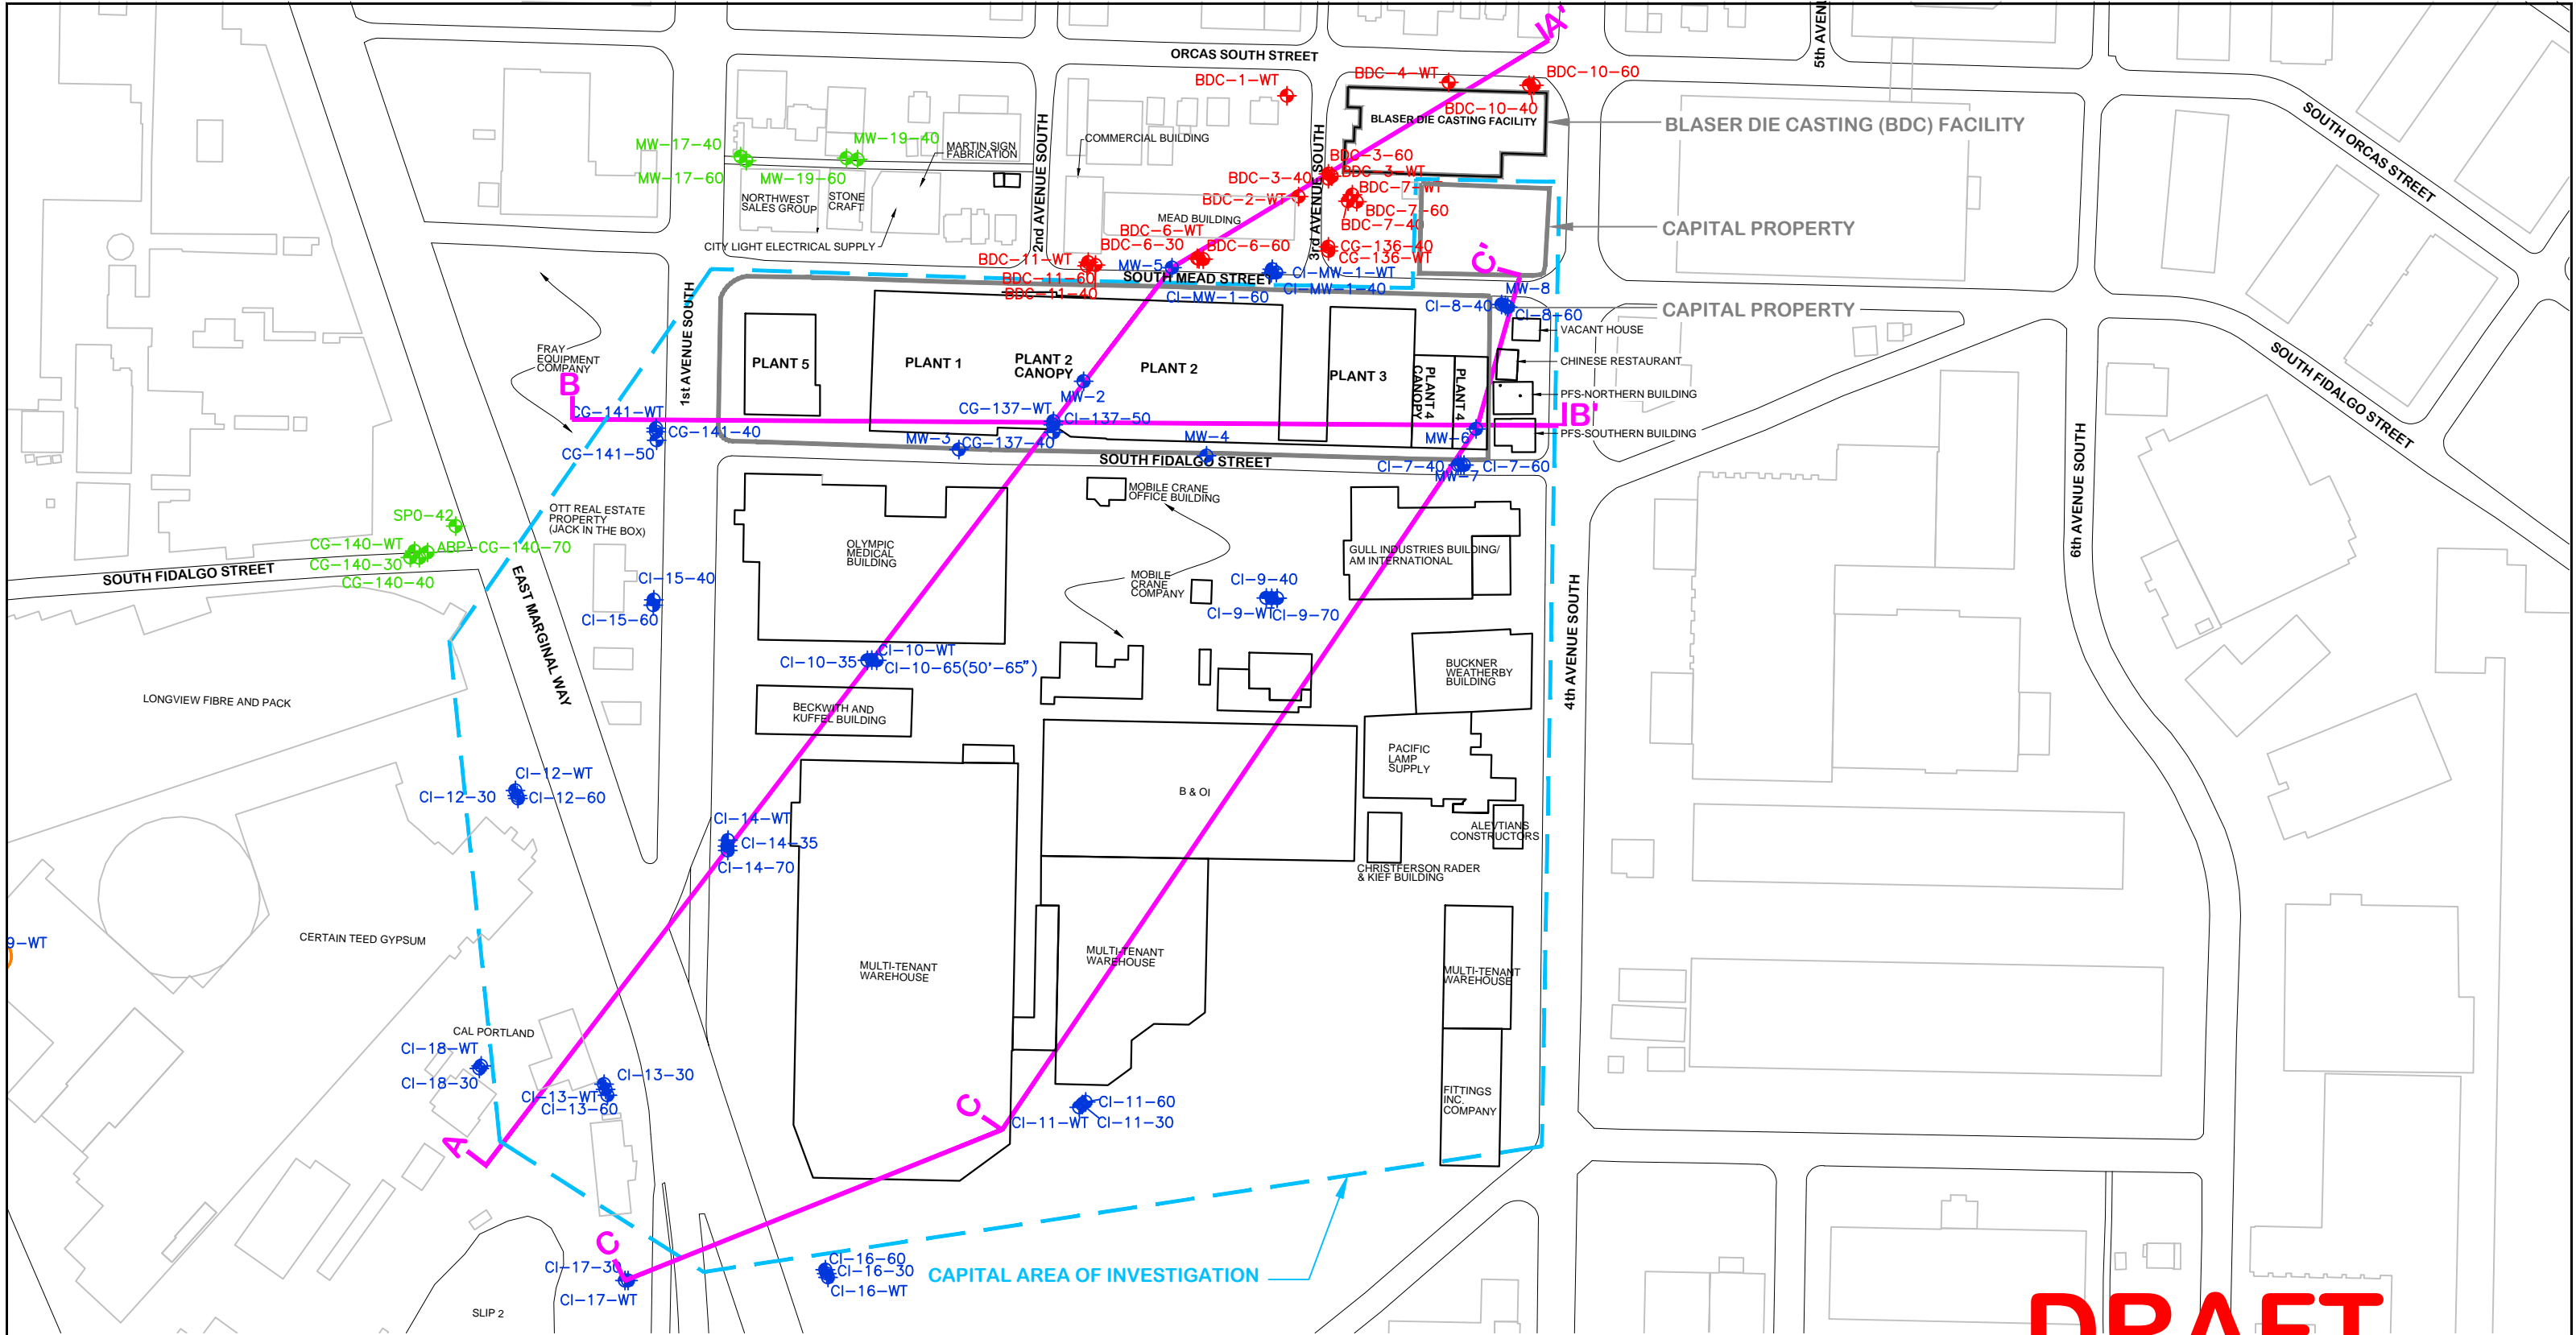 ORCAS SOUTH STREET
5th AVENU
A'
BDC-1-WT
BDC-4-WT
BDC-10-60
BDC-10-40
BLASER DIE CASTING FACILITY
BLASER DIE CASTING (BDC) FACILITY
SOUTH ORCAS STREET
MW-17-40
MW-19-40
MARTIN SIGN
FABRICATION
COMMERCIAL BUILDING
2nd AVENUE SOUTH
3rd AVENUE SOUTH
MW-17-60
MW-19-60
BDC-3-60
BDC-3-WT
BDC-3-40
BDC-7-WT
BDC-2-WT
BDC-7-60
BDC-7-40
NORTHWEST
SALES GROUP
STONE
CRAFT
MEAD BUILDING
CAPITAL PROPERTY
CITY LIGHT ELECTRICAL SUPPLY
BDC-6-WT
BDC-6-30
BDC-6-60
CG-136-40
CG-136-WT
BDC-11-WT
BDC-11-60
BDC-11-40
MW-5
SOUTH MEAD STREET
CI-MW-1-WT
CI-MW-1-40
CI-MW-1-60
C'
MW-8
CI-8-40
CI-8-60
CAPITAL PROPERTY
VACANT HOUSE
CHINESE RESTAURANT
PFS-NORTHERN BUILDING
PFS-SOUTHERN BUILDING
1st AVENUE SOUTH
FRAY
EQUIPMENT
COMPANY
PLANT 5
PLANT 1
PLANT 2
CANOPY
PLANT 2
PLANT 3
PLANT 4
CANOPY
PLANT 4
SOUTH FIDALGO STREET
B
B'
MW-2
CG-141-WT
CG-141-40
CG-141-50
CG-137-WT
CI-137-50
CG-137-40
MW-3
MW-4
MW-6
SOUTH FIDALGO STREET
CI-7-40
CI-7-60
MW-7
6th AVENUE SOUTH
MOBILE CRANE
OFFICE BUILDING
OTT REAL ESTATE
PROPERTY
(JACK IN THE BOX)
SPO-42
CG-140-WT
ABP-CG-140-70
CG-140-30
CG-140-40
SOUTH FIDALGO STREET
EAST MARGINAL WAY
OLYMPIC
MEDICAL
BUILDING
GULL INDUSTRIES BUILDING/
AM INTERNATIONAL
MOBILE
CRANE
COMPANY
CI-15-40
CI-15-60
CI-9-40
CI-9-WT
CI-9-70
4th AVENUE SOUTH
CI-10-WT
CI-10-35
CI-10-65(50'-65")
BUCKNER
WEATHERBY
BUILDING
LONGVIEW FIBRE AND PACK
BECKWITH AND
KUFFEL BUILDING
PACIFIC
LAMP
SUPPLY
CI-12-WT
CI-12-30
CI-12-60
B & OI
CI-14-WT
CI-14-35
CI-14-70
ALEVTIANS
CONSTRUCTORS
CHRISTFERSON RADER
& KIEF BUILDING
9-WT
CERTAIN TEED GYPSUM
MULTI-TENANT
WAREHOUSE
MULTI-TENANT
WAREHOUSE
MULTI-TENANT
WAREHOUSE
CAL PORTLAND
CI-18-WT
CI-18-30
CI-13-30
CI-13-WT
CI-13-60
C
CI-11-60
CI-11-WT
CI-11-30
FITTINGS
INC.
COMPANY
A
C
CI-17-30
CI-17-WT
CI-16-60
CI-16-30
CI-16-WT
CAPITAL AREA OF INVESTIGATION
SLIP 2
DRAFT